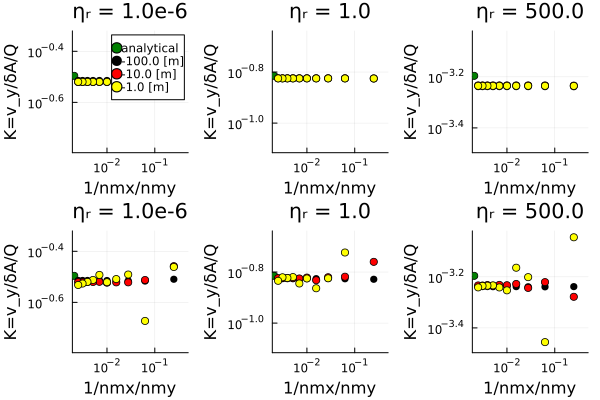 ηᵣ = 1.0e-6
ηᵣ = 1.0
ηᵣ = 500.0
K=v_y/δA/Q
10⁻⁰·⁴
10⁻⁰·⁶
analytical
-100.0 [m]
-10.0 [m]
-1.0 [m]
10⁻²
10⁻¹
1/nmx/nmy
K=v_y/δA/Q
10⁻⁰·⁸
10⁻¹·⁰
10⁻²
10⁻¹
1/nmx/nmy
K=v_y/δA/Q
10⁻³·²
10⁻³·⁴
10⁻²
10⁻¹
1/nmx/nmy
ηᵣ = 1.0e-6
ηᵣ = 1.0
ηᵣ = 500.0
K=v_y/δA/Q
10⁻⁰·⁴
10⁻⁰·⁶
10⁻²
10⁻¹
1/nmx/nmy
K=v_y/δA/Q
10⁻⁰·⁸
10⁻¹·⁰
10⁻²
10⁻¹
1/nmx/nmy
K=v_y/δA/Q
10⁻³·²
10⁻³·⁴
10⁻²
10⁻¹
1/nmx/nmy